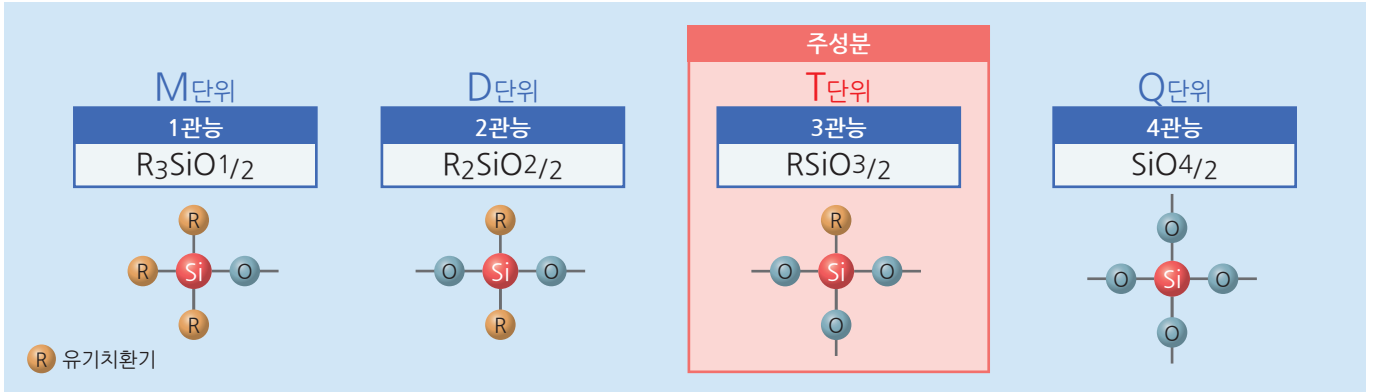 주성분
M단위
D단위
T단위
Q단위
1관능
2관능
3관능
4관능
R3SiO1/2
R2SiO2/2
RSiO3/2
SiO4/2
R
R
R
O
R Si O
O Si O
O Si O
O Si O
R
R
O
O
R 유기치환기